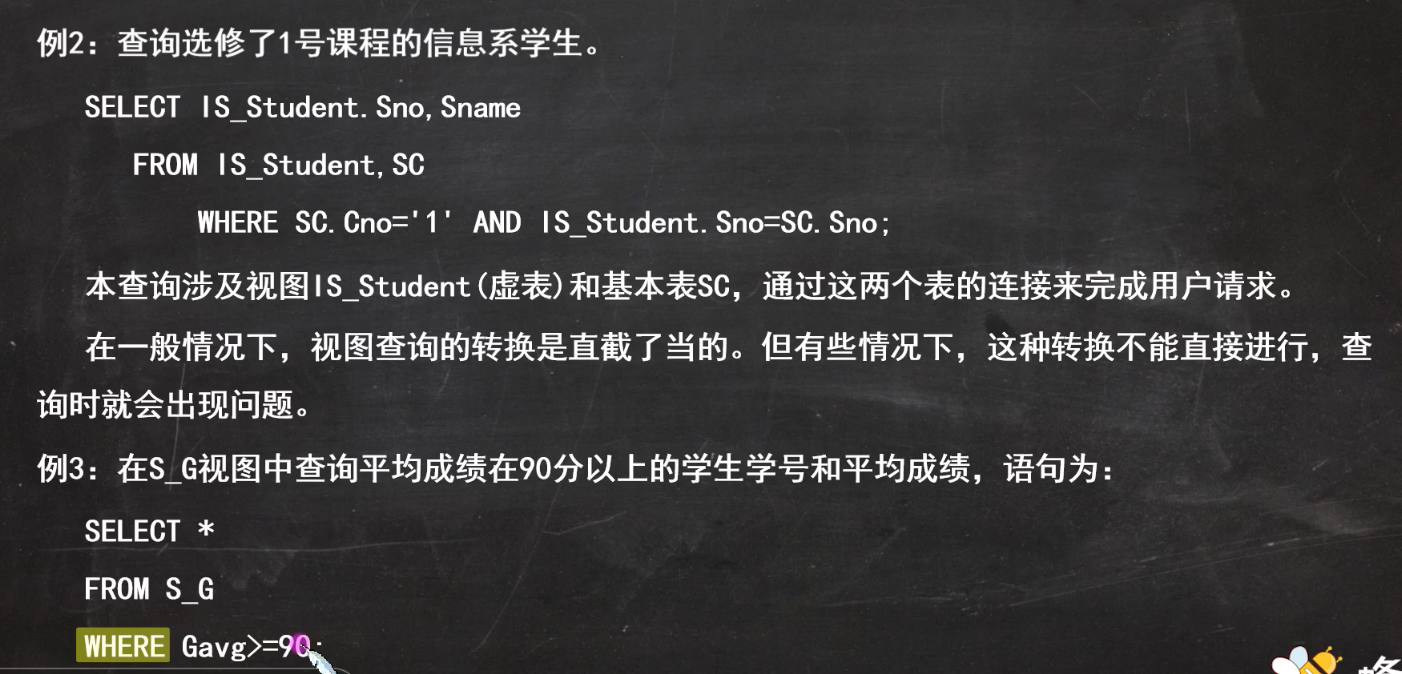 例2：查询选修了1号课程的信息系学生。
SELECT IS_Student.Sno,Sname
FROM IS_Student,SC
WHERE SC.Cno='1' AND IS_Student.Sno=SC.Sno;
本查询涉及视图IS_Student(虚表)和基本表SC，通过这两个表的连接来完成用户请求。
在一般情况下，视图查询的转换是直截了当的。但有些情况下，这种转换不能直接进行，查
询时就会出现问题。
例3：在S_G视图中查询平均成绩在90分以上的学生学号和平均成绩，语句为：
SELECT *
FROM S_G
WHERE Gavg>=90;